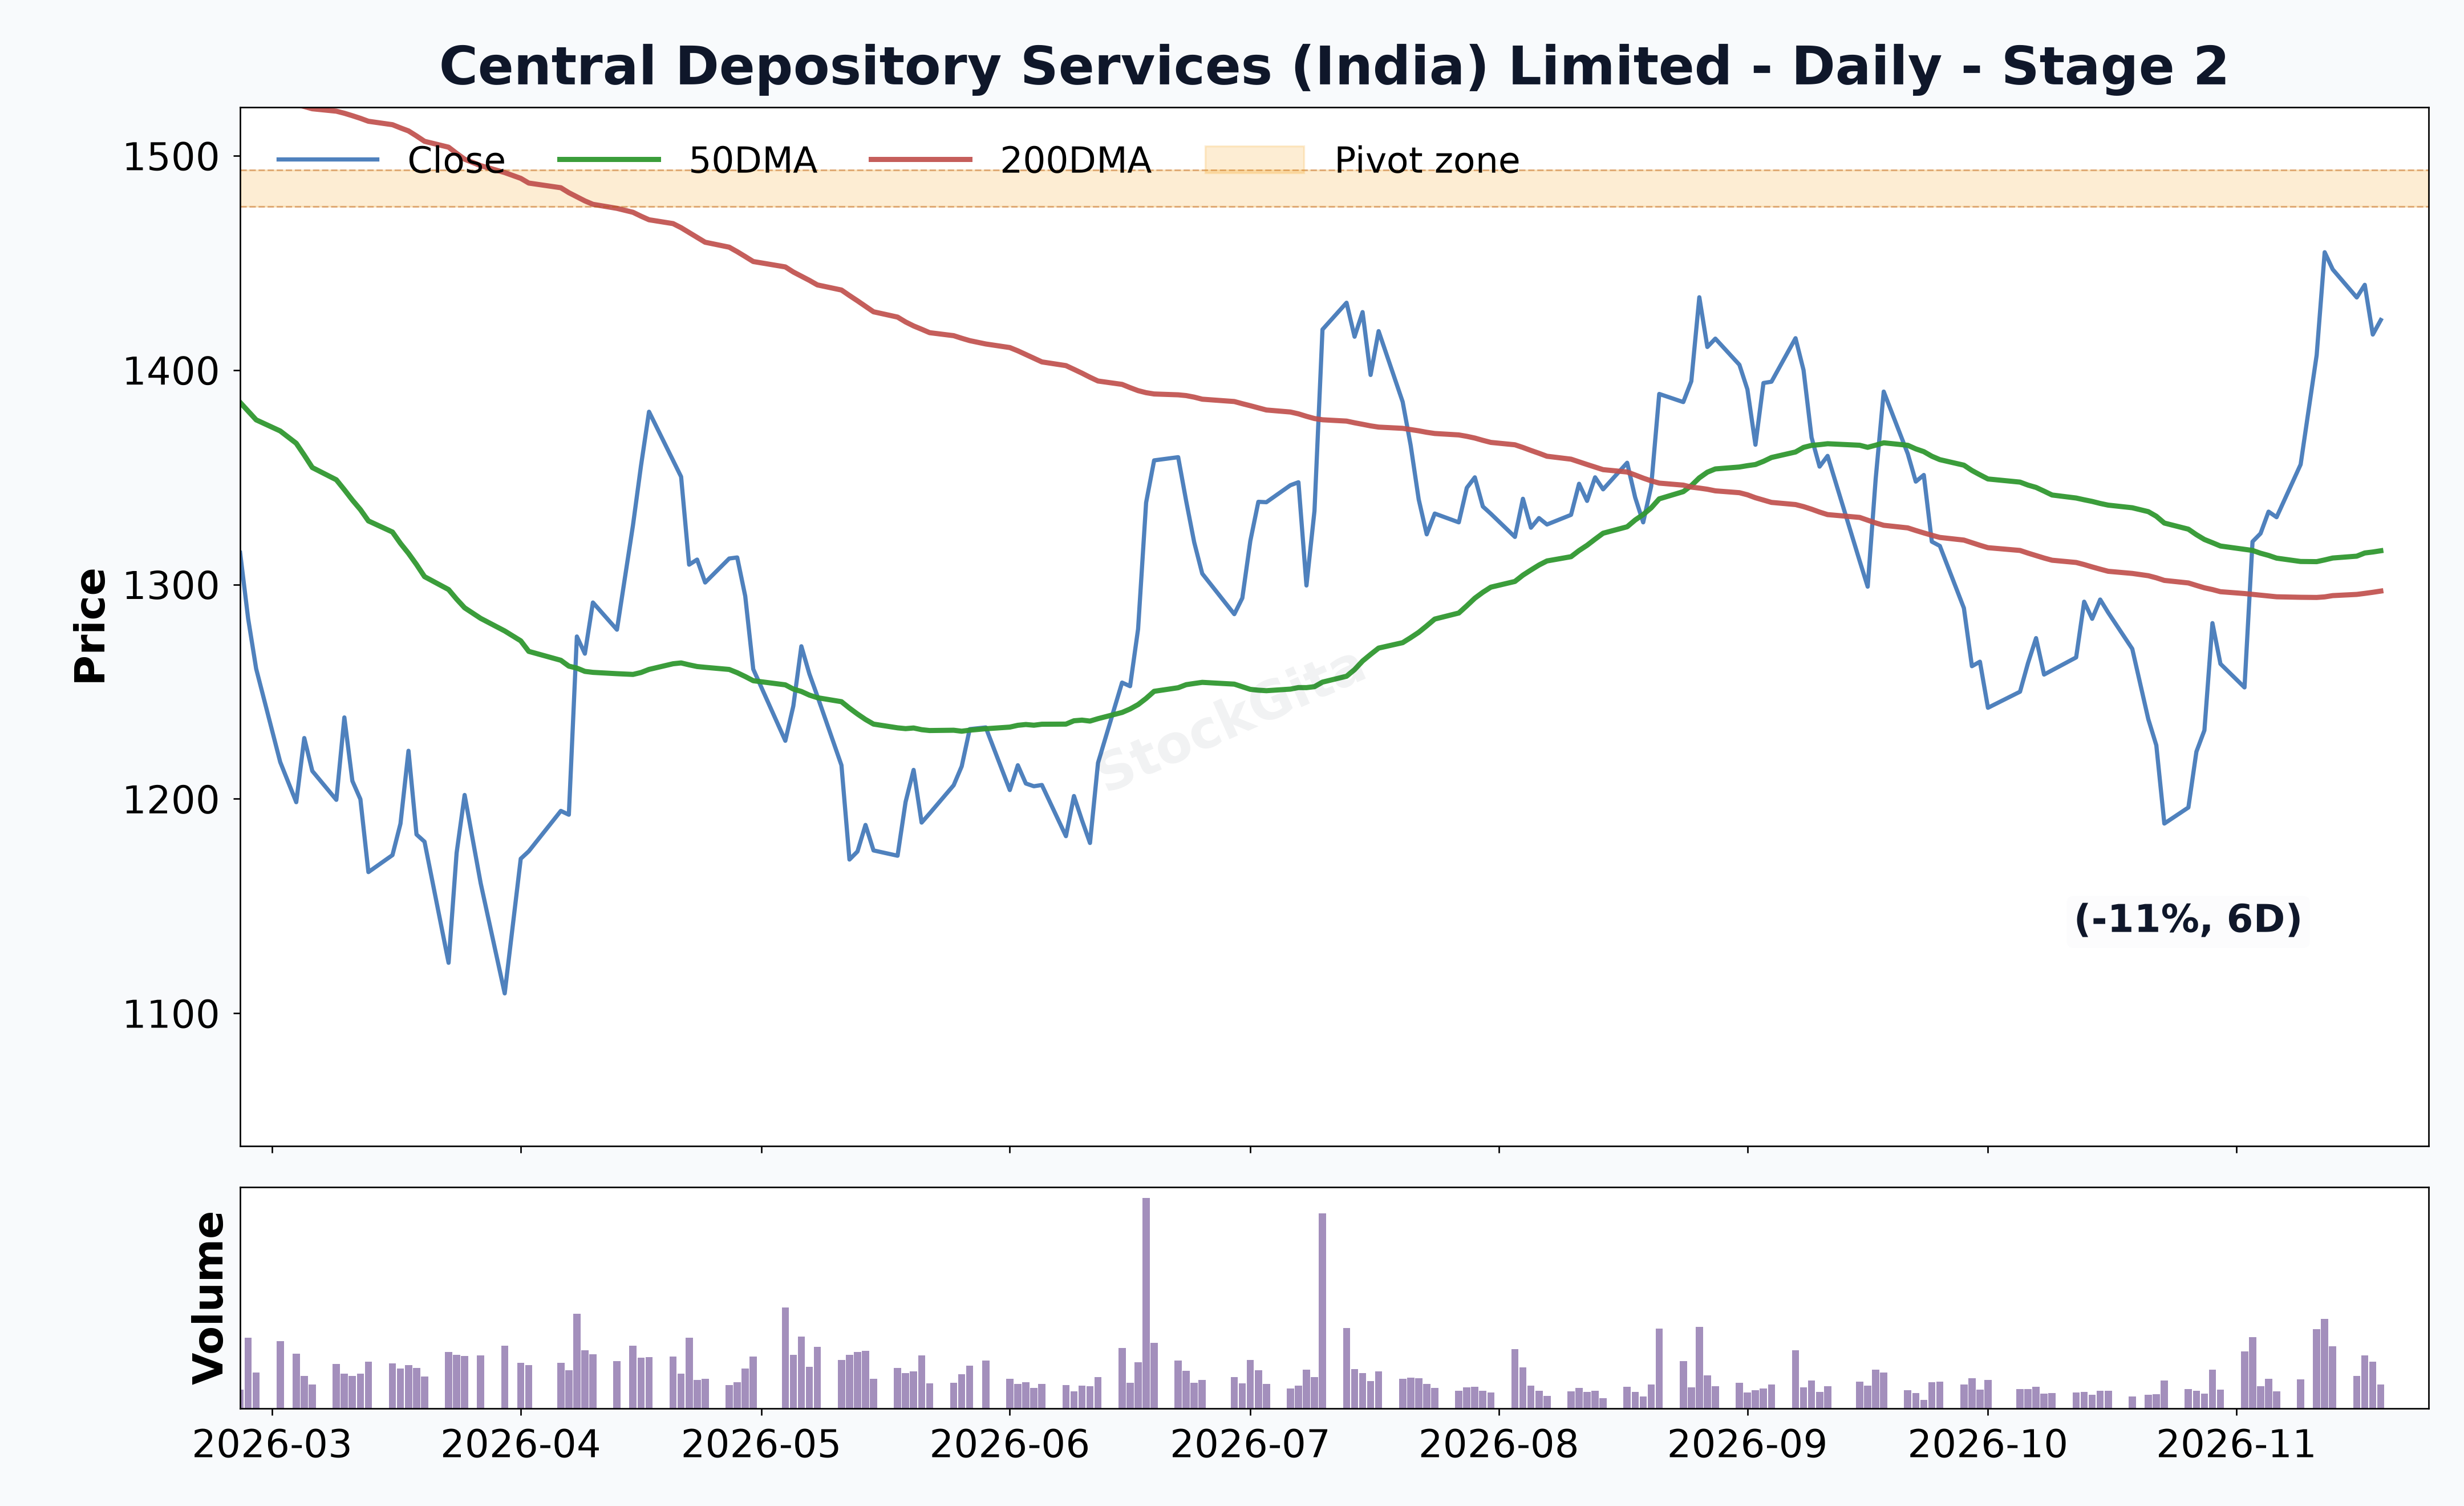 Central Depository Services (India) Limited - Daily - Stage 2
Close 50DMA 200DMA Pivot zone
1500
1400
1300
1200
1100
Price
StockGita
(-11%, 6D)
Volume
2026-03 2026-04 2026-05 2026-06 2026-07 2026-08 2026-09 2026-10 2026-11